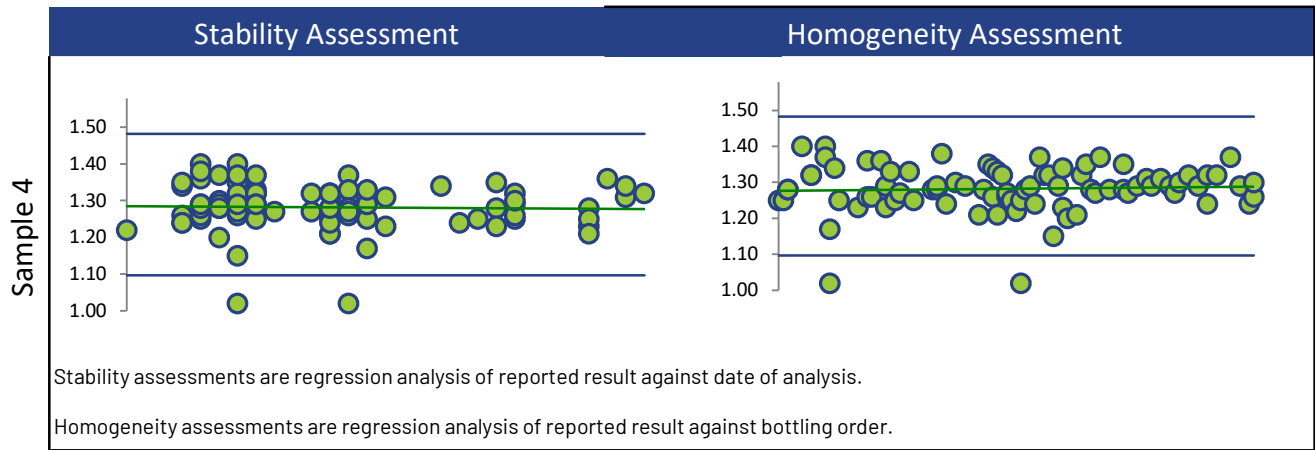 Stability Assessment
Homogeneity Assessment
Sample 4
1.50
1.40
1.30
1.20
1.10
1.00
1.50
1.40
1.30
1.20
1.10
1.00
Stability assessments are regression analysis of reported result against date of analysis.
Homogeneity assessments are regression analysis of reported result against bottling order.